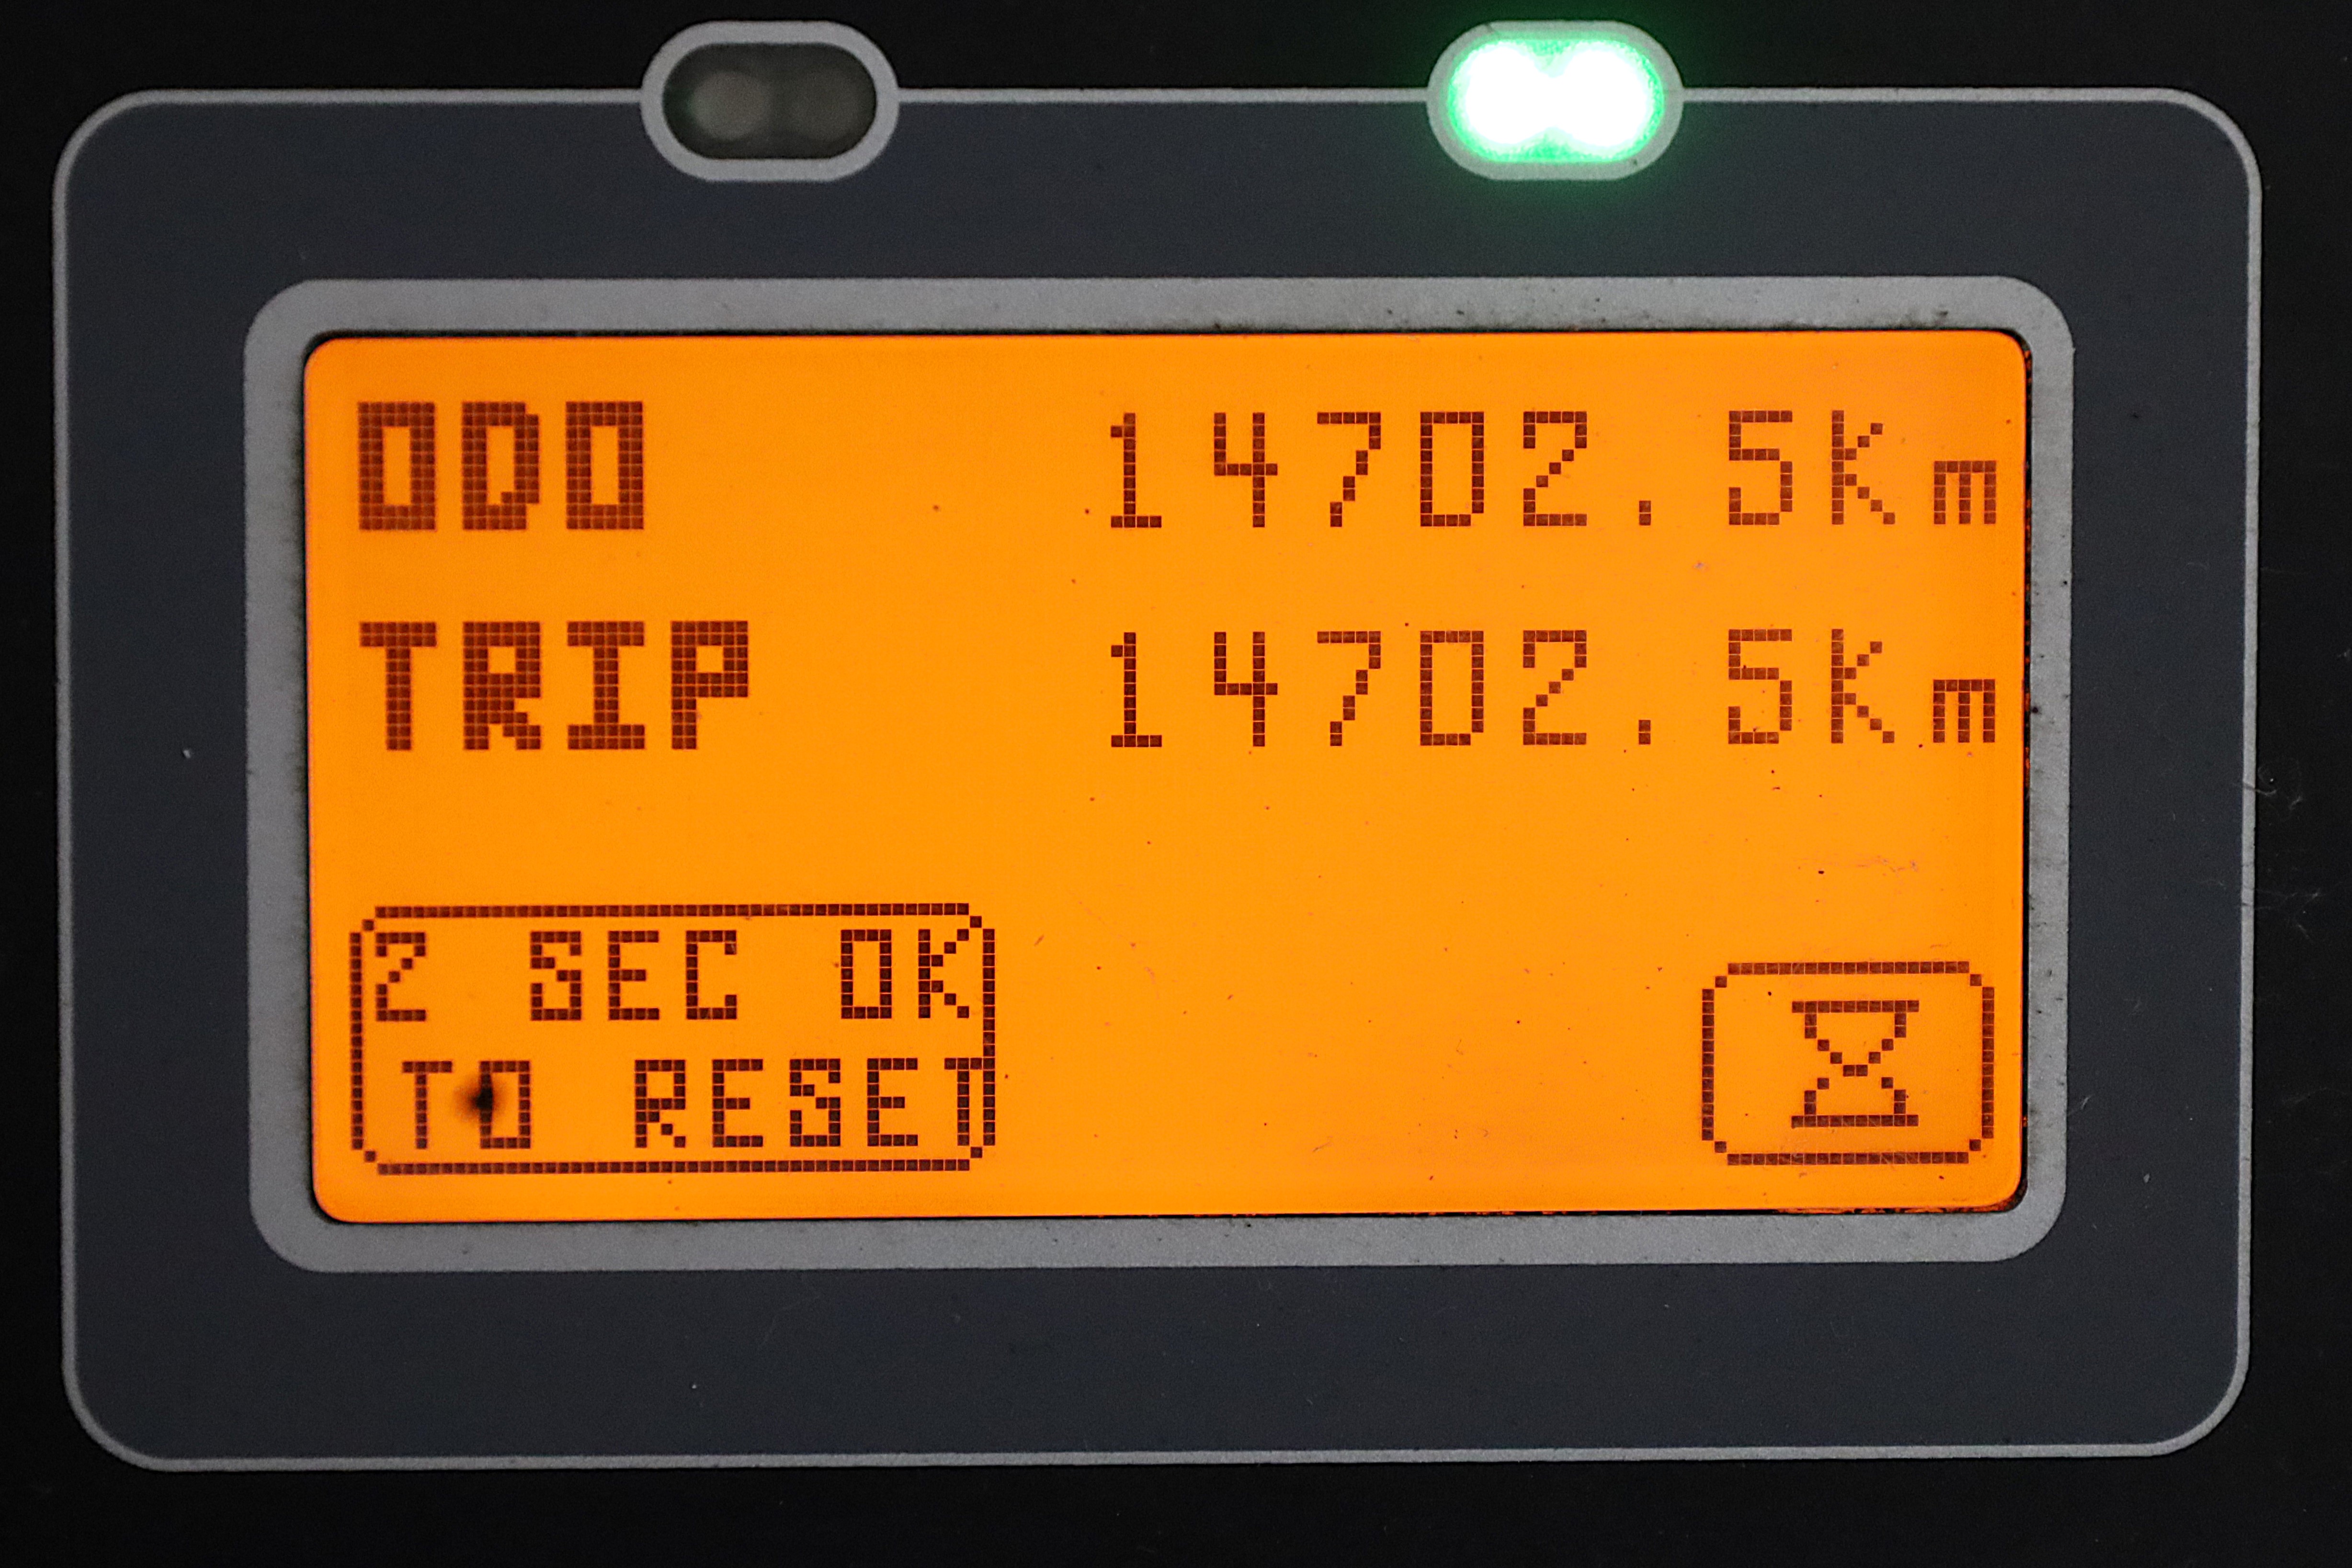 ODO 14702.5km
TRIP 14702.5km
2 SEC OK
TO RESET